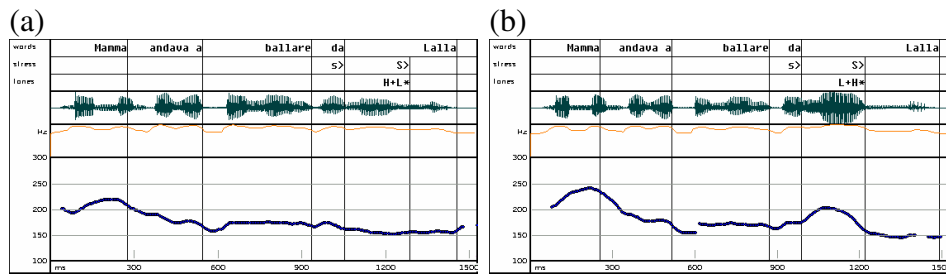 (a)
words Mamma andava a ballare da Lalla
stress s> S>
tones H+L*
Hz
300
250
200
150
100
ms 300 600 900 1200 1500
(b)
words Mamma andava a ballare da Lalla
stress s> S>
tones L+H*
Hz
300
250
200
150
100
ms 300 600 900 1200 1500